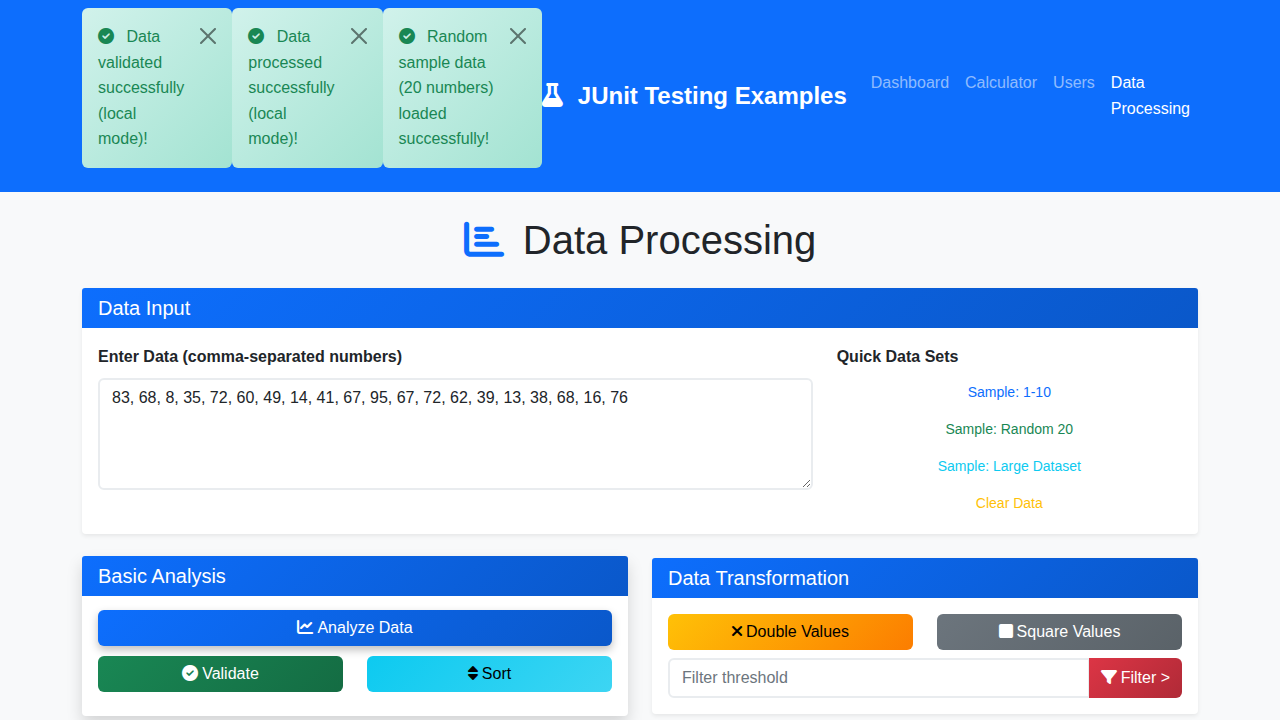 Data
validated
successfully
(local
mode)!
Data
processed
successfully
(local
mode)!
Random
sample data
(20 numbers)
loaded
successfully!
JUnit Testing Examples
Dashboard
Calculator
Users
Data
Processing
Data Processing
Data Input
Enter Data (comma-separated numbers)
83, 68, 8, 35, 72, 60, 49, 14, 41, 67, 95, 67, 72, 62, 39, 13, 38, 68, 16, 76
Quick Data Sets
Sample: 1-10
Sample: Random 20
Sample: Large Dataset
Clear Data
Basic Analysis
Analyze Data
Validate
Sort
Data Transformation
Double Values
Square Values
Filter threshold
Filter >